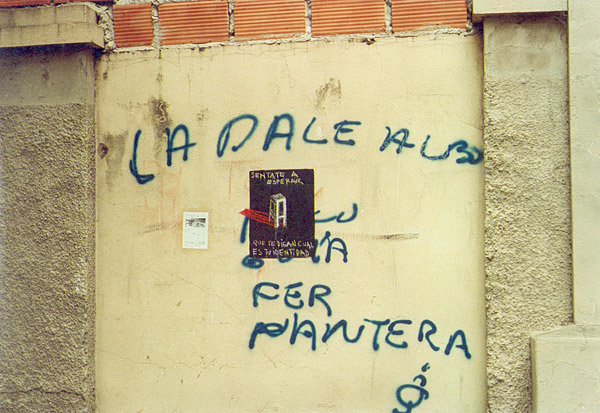 LA DALE ALBO
SENTATE A
ESPERAR
QUE TE DIGAN CUAL
ES TU IDENTIDAD
FER
PANTERA